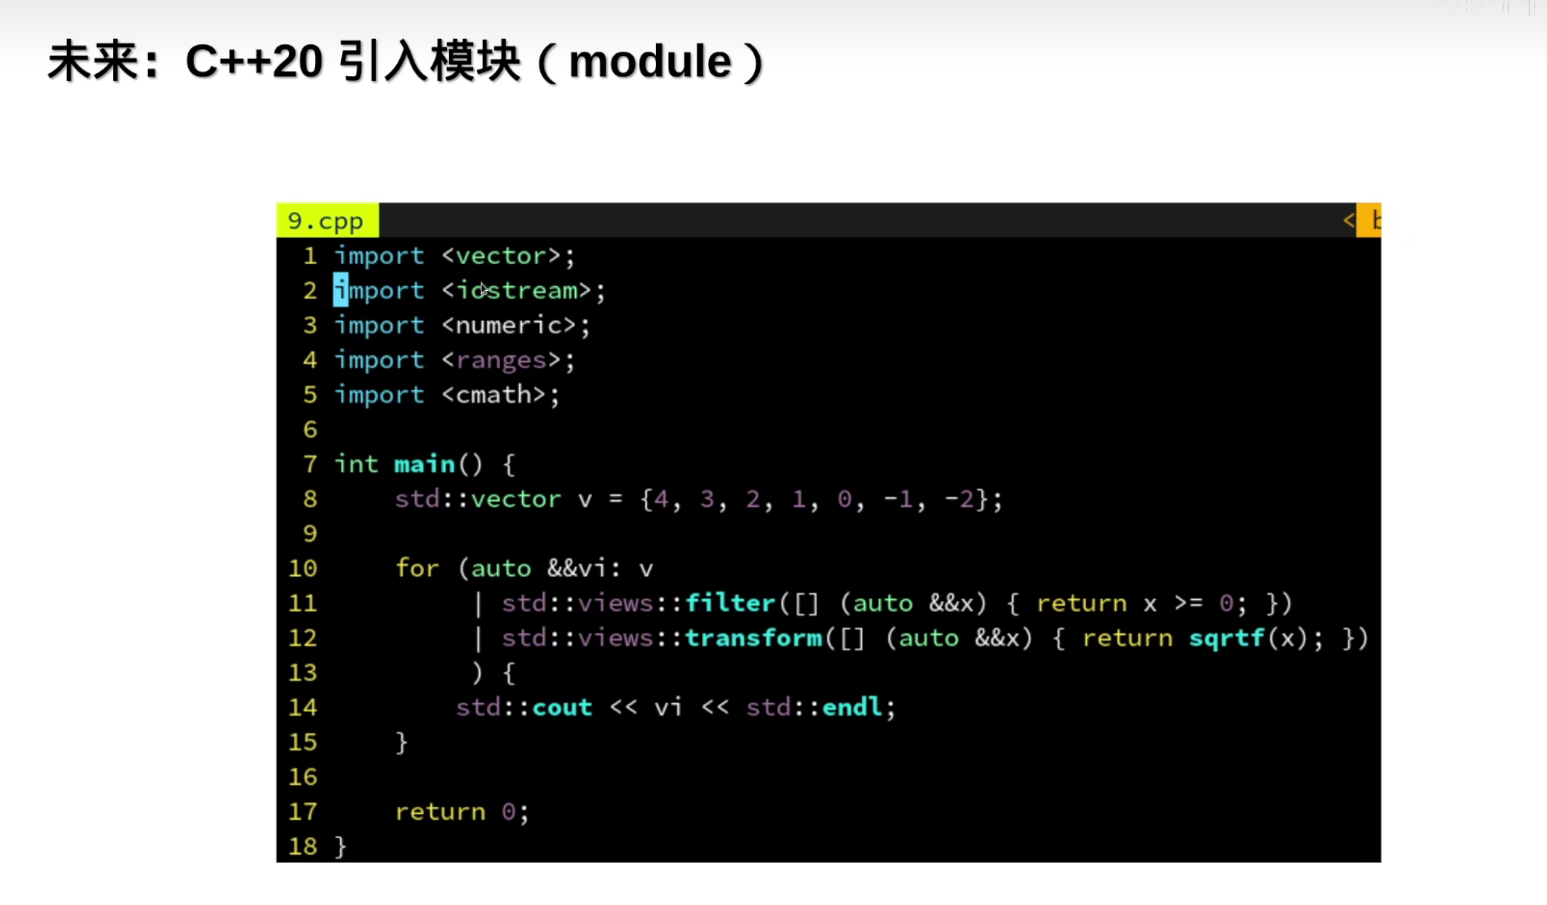 未来：C++20 引入模块（module）
9.cpp
<
1 import <vector>;
2 import <iostream>;
3 import <numeric>;
4 import <ranges>;
5 import <cmath>;
6
7 int main() {
8     std::vector v = {4, 3, 2, 1, 0, -1, -2};
9
10     for (auto &&vi: v
11          | std::views::filter([] (auto &&x) { return x >= 0; })
12          | std::views::transform([] (auto &&x) { return sqrtf(x); })
13          ) {
14         std::cout << vi << std::endl;
15     }
16
17     return 0;
18 }